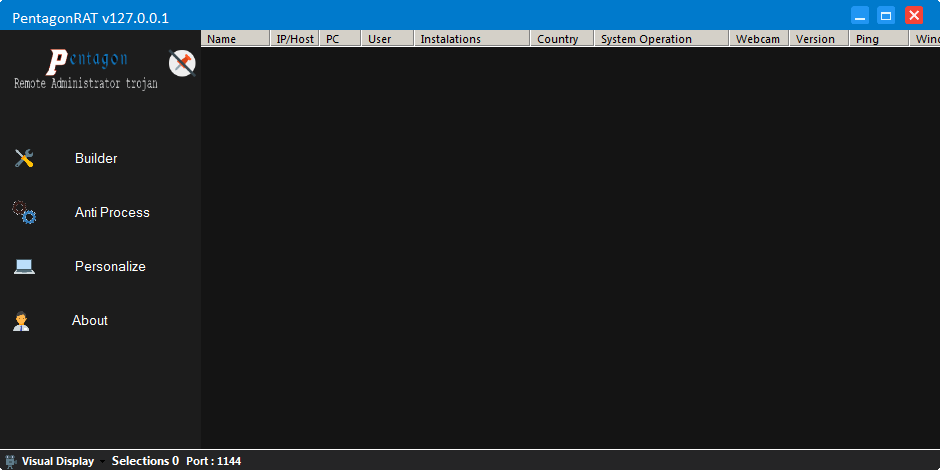 PentagonRAT v127.0.0.1
Pentagon
Remote Administrator trojan
Builder
Anti Process
Personalize
About
Name IP/Host PC User Instalations Country System Operation Webcam Version Ping Wind
Visual Display Selections 0 Port : 1144